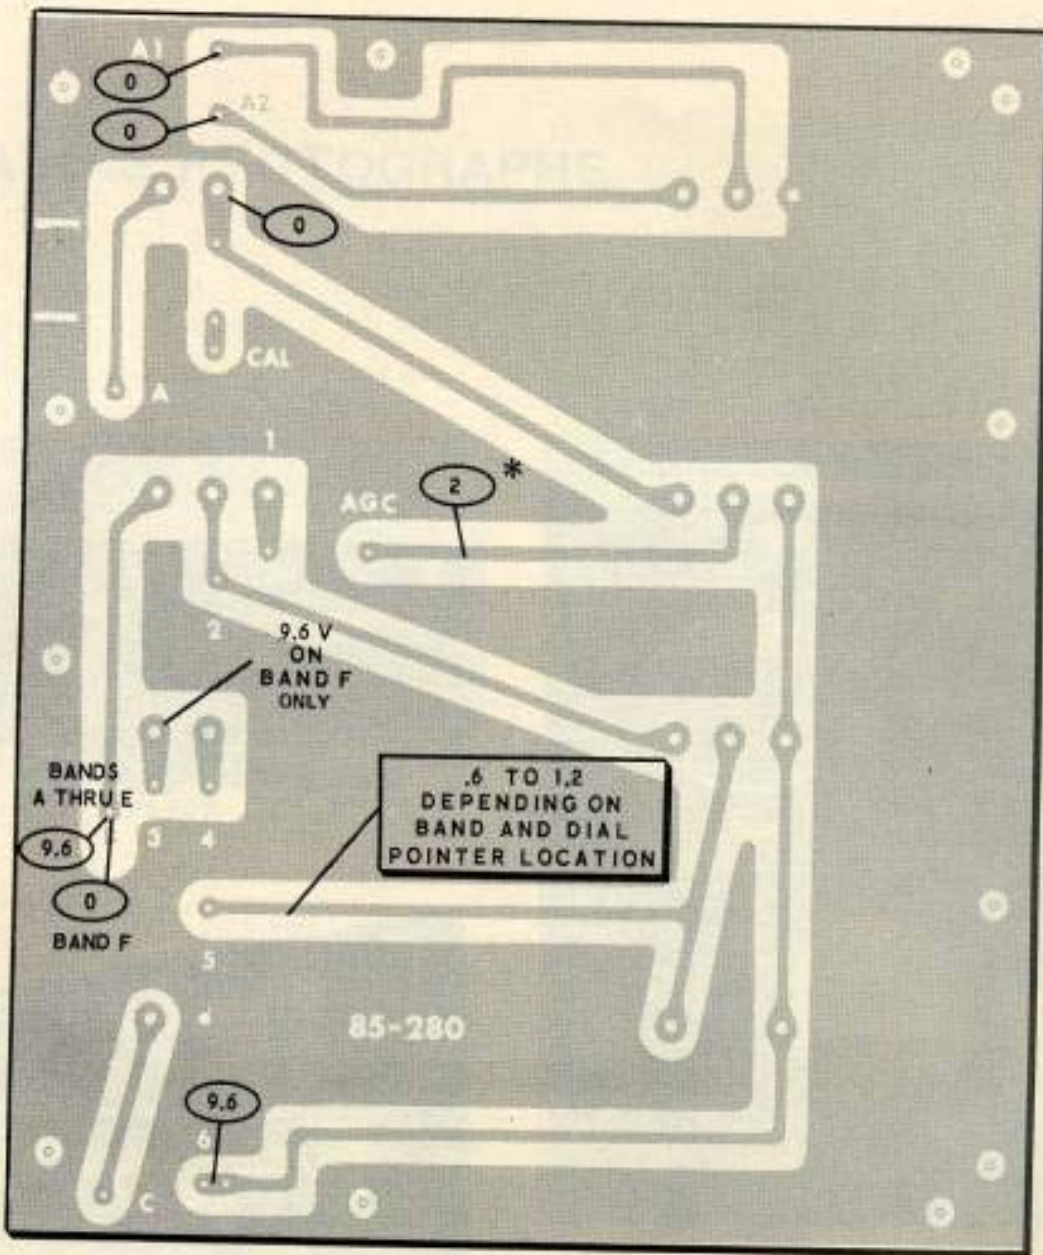 A1
0
A2
0
0
CAL
A
1
2 *
AGC
2
9.6 V
ON
BAND F
ONLY
BANDS
A THRU E
9.6
3
4
.6 TO 1.2
DEPENDING ON
BAND AND DIAL
POINTER LOCATION
0
BAND F
5
85-280
9.6
6
C